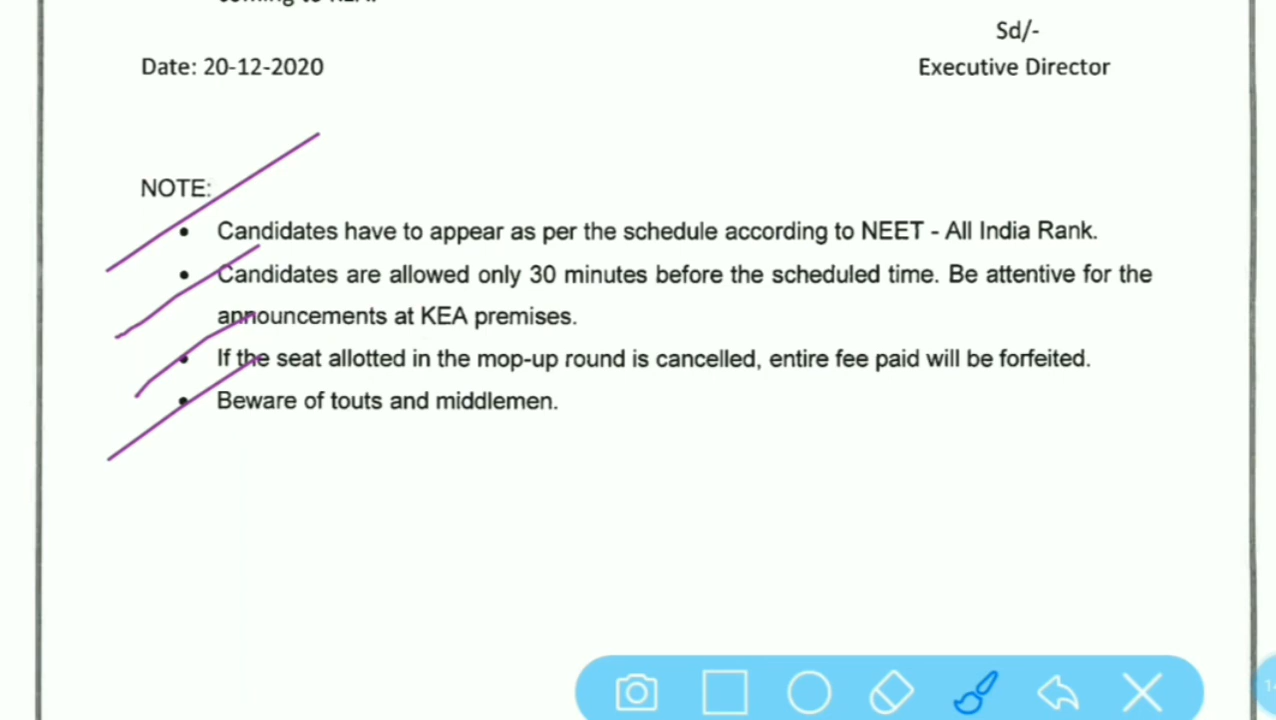 Sd/-
Date: 20-12-2020 Executive Director
NOTE:
• Candidates have to appear as per the schedule according to NEET - All India Rank.
• Candidates are allowed only 30 minutes before the scheduled time. Be attentive for the
announcements at KEA premises.
• If the seat allotted in the mop-up round is cancelled, entire fee paid will be forfeited.
• Beware of touts and middlemen.